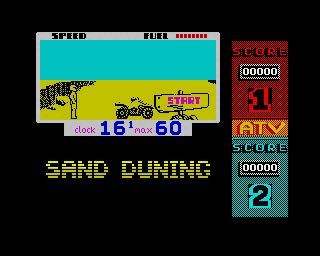 SPEED FUEL
START
clock 16 1 max 60
SAND DUNING
SCORE
00000
1
ATV
SCORE
00000
2